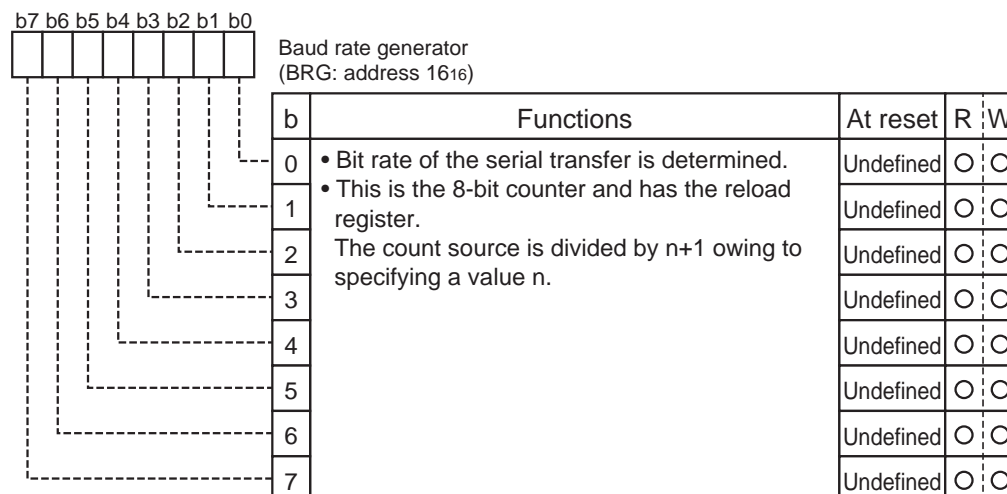 b7 b6 b5 b4 b3 b2 b1 b0
Baud rate generator
(BRG: address 1616)
b Functions At reset R W
0 • Bit rate of the serial transfer is determined. Undefined O O
• This is the 8-bit counter and has the reload
1 register. Undefined O O
2 The count source is divided by n+1 owing to Undefined O O
specifying a value n.
3 Undefined O O
4 Undefined O O
5 Undefined O O
6 Undefined O O
7 Undefined O O